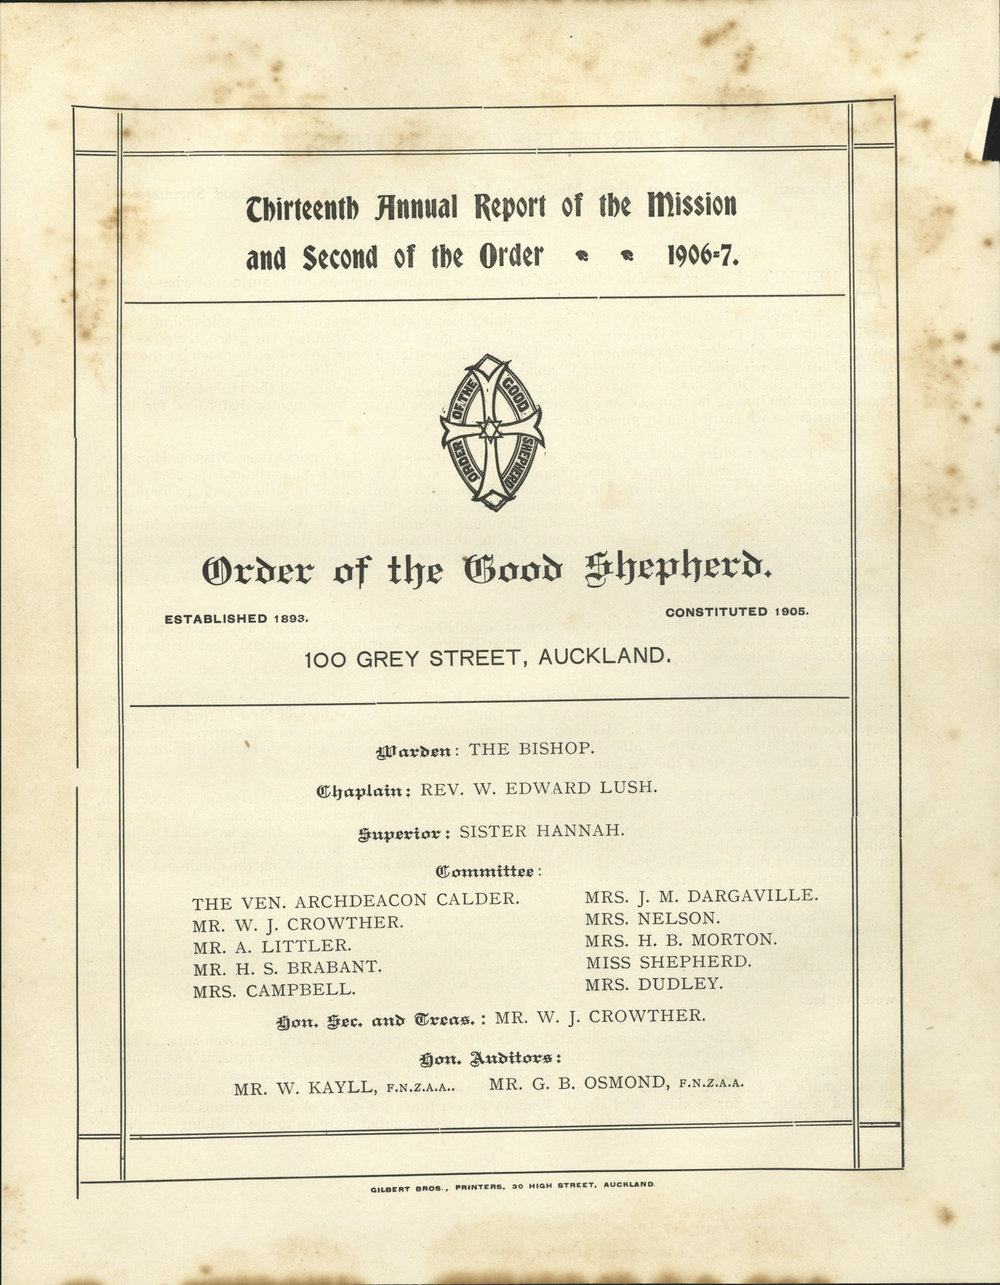 Thirteenth Annual Report of the Mission
and Second of the Order 1906-7.
ORDER OF THE GOOD SHEPHERD
Order of the Good Shepherd.
ESTABLISHED 1893. CONSTITUTED 1905.
100 GREY STREET, AUCKLAND.
Warden: THE BISHOP.
Chaplain: REV. W. EDWARD LUSH.
Superior: SISTER HANNAH.
Committee:
THE VEN. ARCHDEACON CALDER.
MR. W. J. CROWTHER.
MR. A. LITTLER.
MR. H. S. BRABANT.
MRS. CAMPBELL.
MRS. J. M. DARGAVILLE.
MRS. NELSON.
MRS. H. B. MORTON.
MISS SHEPHERD.
MRS. DUDLEY.
Hon. Sec. and Treas.: MR. W. J. CROWTHER.
Hon. Auditors:
MR. W. KAYLL, F.N.Z.A.A.. MR. G. B. OSMOND, F.N.Z.A.A.
GILBERT BROS., PRINTERS, 30 HIGH STREET, AUCKLAND.